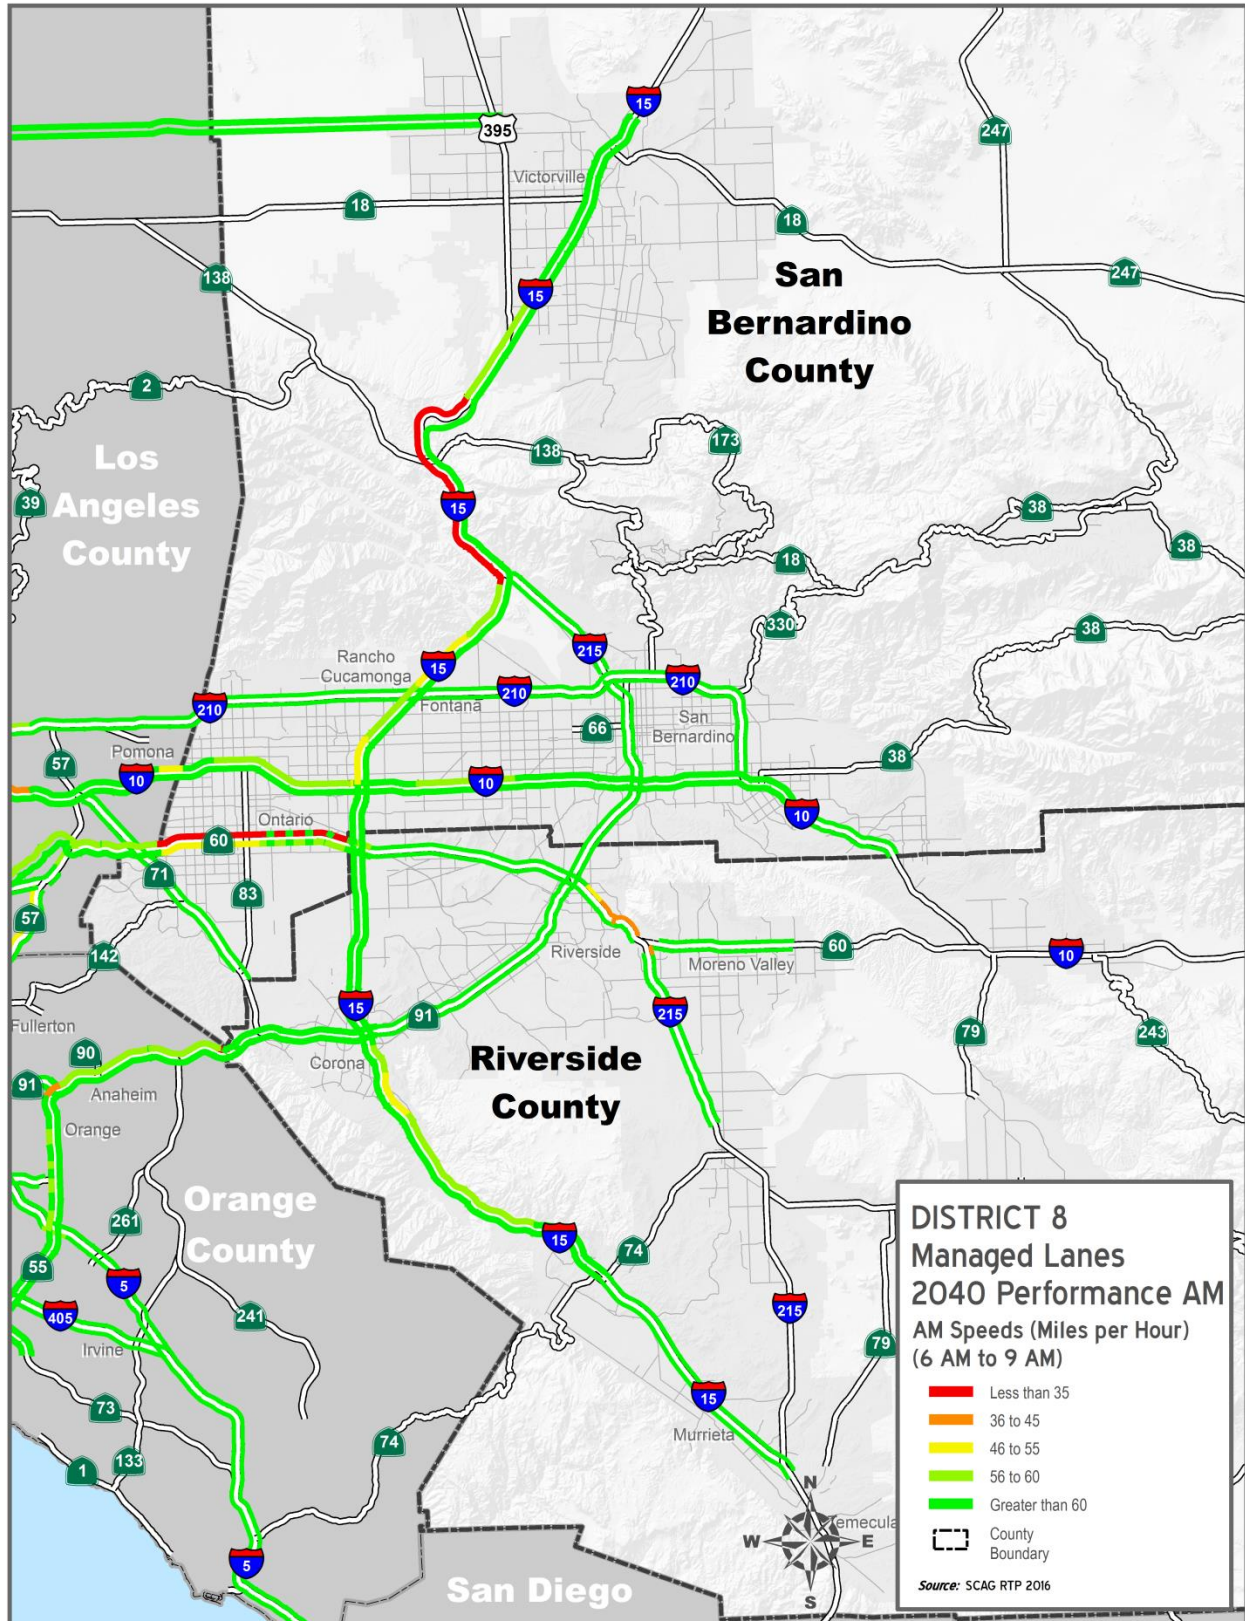 15
395
247
Victorville
18
18
138
247
15
San
Bernardino
County
2
138
173
Los
Angeles
County
39
15
38
38
18
330
38
215
Rancho
Cucamonga
15
210
210
210
Fontana
San
Bernardino
66
57
Pomona
10
10
38
10
Ontario
60
71
83
57
142
Riverside
60
Moreno Valley
10
15
215
91
79
243
Fullerton
90
Corona
Riverside
County
91
Anaheim
Orange
Orange
County
261
15
74
55
5
405
241
Irvine
215
79
73
15
Murrieta
74
133
1
5
San Diego
N
W
E
S
emecula
DISTRICT 8
Managed Lanes
2040 Performance AM
AM Speeds (Miles per Hour)
(6 AM to 9 AM)
Less than 35
36 to 45
46 to 55
56 to 60
Greater than 60
County
Boundary
Source: SCAG RTP 2016